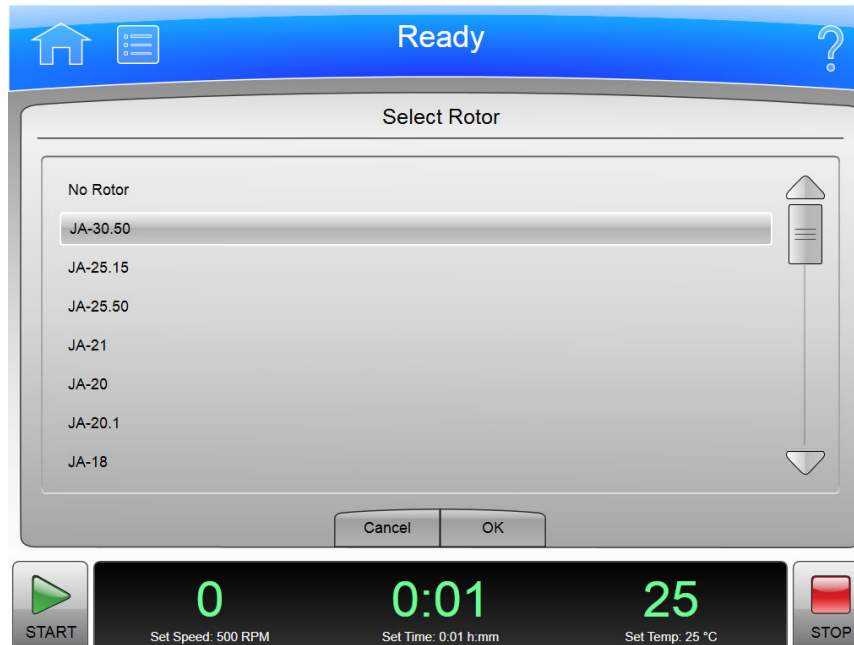 Ready
?
Select Rotor
No Rotor
JA-30.50
JA-25.15
JA-25.50
JA-21
JA-20
JA-20.1
JA-18
Cancel OK
0 0:01 25
START Set Speed: 500 RPM Set Time: 0:01 h:mm Set Temp: 25 °C STOP